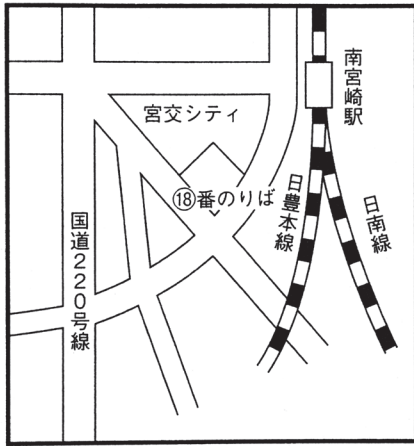 南宮崎駅
宮交シティ
⑱番のりば
日豊本線
日南線
国道220号線